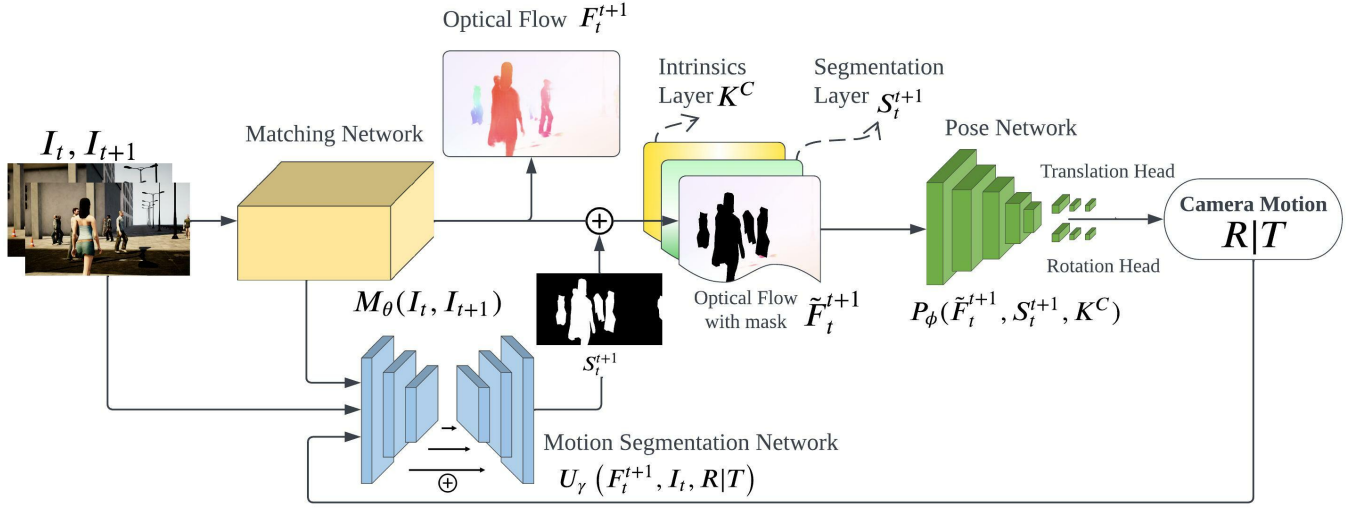 Optical Flow $F_t^{t+1}$
Intrinsics
Layer $K^C$
Segmentation
Layer $S_t^{t+1}$
$I_t, I_{t+1}$
Matching Network
Pose Network
Translation Head
Camera Motion
$R|T$
Rotation Head
$M_\theta(I_t, I_{t+1})$
Optical Flow
with mask $\tilde{F}_t^{t+1}$
$P_\phi(\tilde{F}_t^{t+1}, S_t^{t+1}, K^C)$
$S_t^{t+1}$
Motion Segmentation Network
$U_\gamma \left(F_t^{t+1}, I_t, R|T\right)$